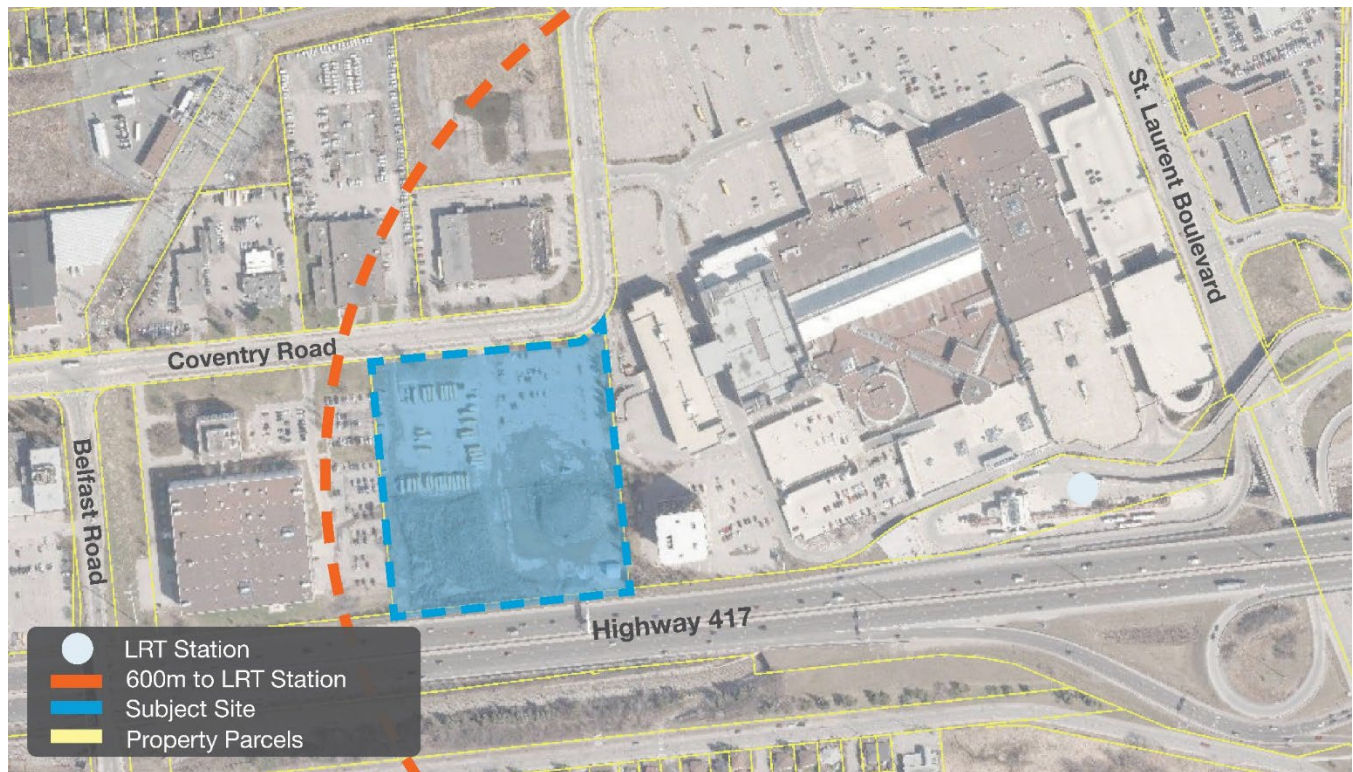 St. Laurent Boulevard
Coventry Road
Belfast Road
Highway 417
LRT Station
600m to LRT Station
Subject Site
Property Parcels